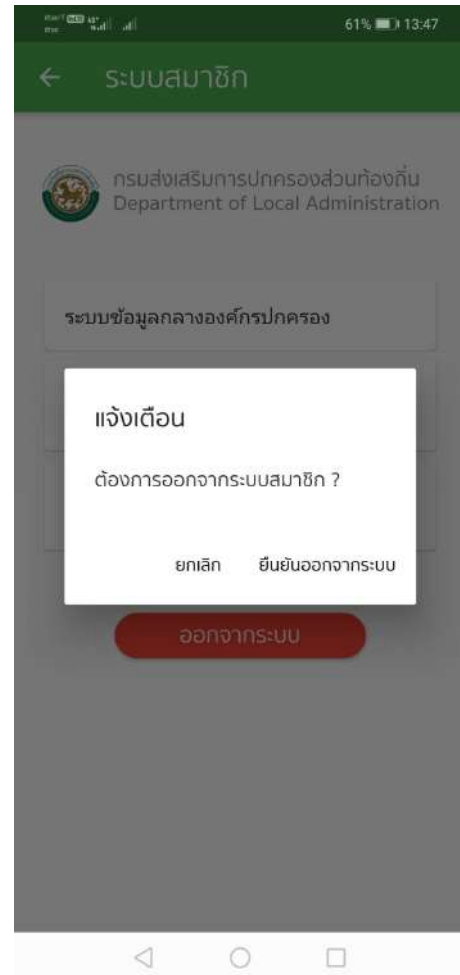 61% 13:47
ระบบสมาชิก
กรมส่งเสริมการปกครองส่วนท้องถิ่น
Department of Local Administration
ระบบข้อมูลกลางองค์กรปกครอง
แจ้งเตือน
ต้องการออกจากระบบสมาชิก ?
ยกเลิก ยืนยันออกจากระบบ
ออกจากระบบ